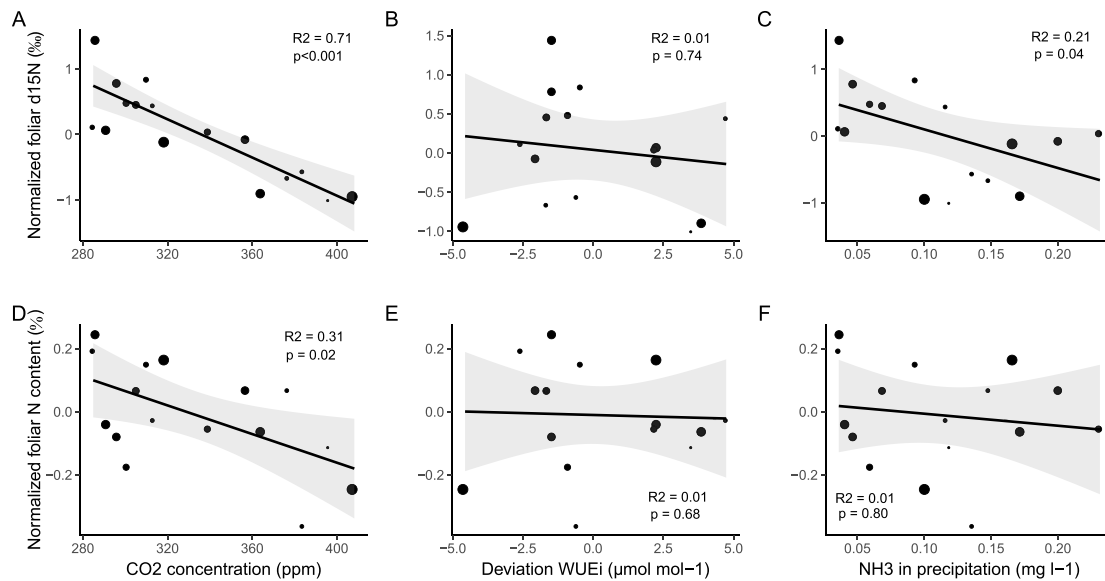 A
R2 = 0.71
p<0.001
Normalized foliar d15N (‰)
1
0
−1
280
320
360
400
B
R2 = 0.01
p = 0.74
1.5
1.0
0.5
0.0
−0.5
−1.0
−5.0
−2.5
0.0
2.5
5.0
C
R2 = 0.21
p = 0.04
1
0
−1
0.05
0.10
0.15
0.20
D
R2 = 0.31
p = 0.02
Normalized foliar N content (%)
0.2
0.0
−0.2
280
320
360
400
CO2 concentration (ppm)
E
0.2
0.0
−0.2
R2 = 0.01
p = 0.68
−5.0
−2.5
0.0
2.5
5.0
Deviation WUEi (μmol mol−1)
F
0.2
0.0
−0.2
R2 = 0.01
p = 0.80
0.05
0.10
0.15
0.20
NH3 in precipitation (mg l−1)